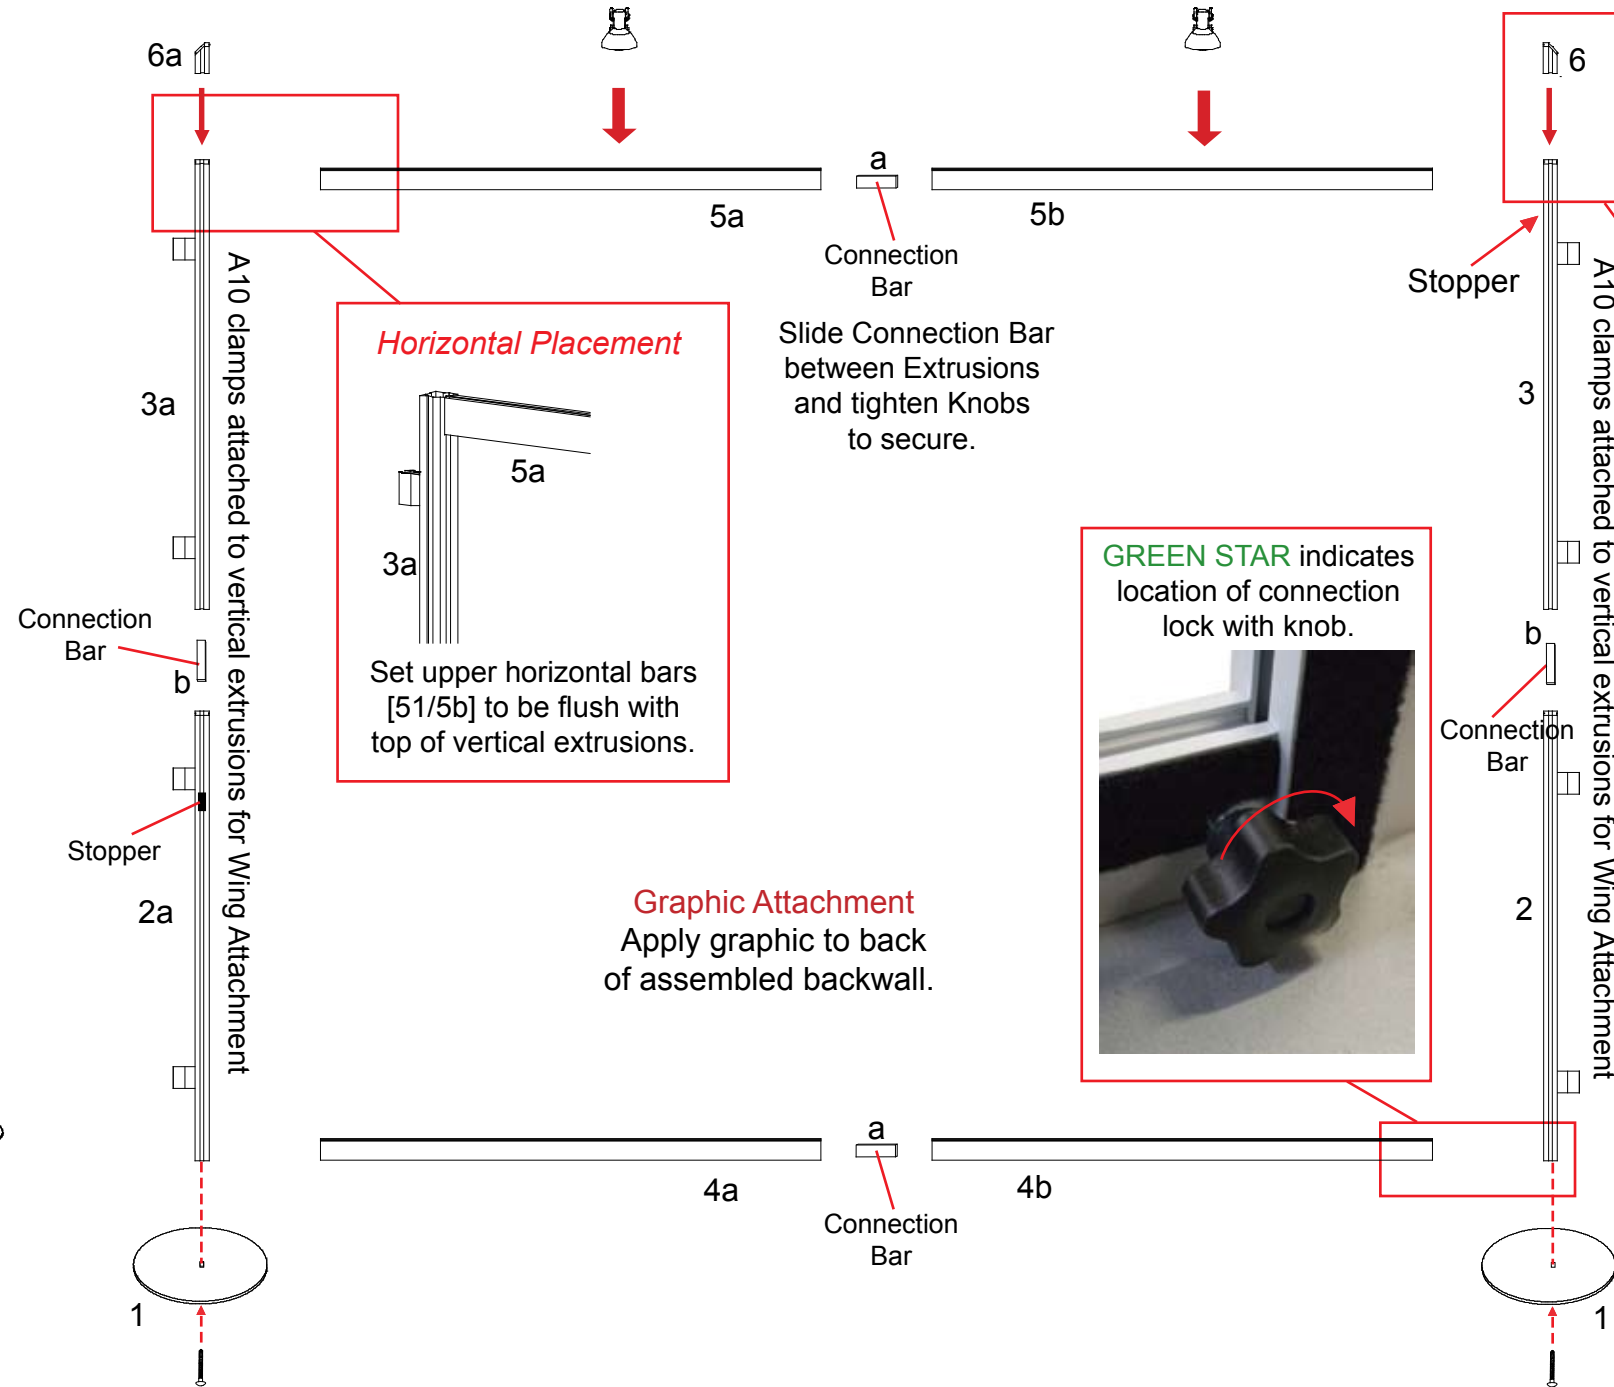 6a
6
a
5a
5b
Connection
Bar
Stopper
Slide Connection Bar
between Extrusions
and tighten Knobs
to secure.
A10 clamps attached to vertical extrusions for Wing Attachment
Horizontal Placement
5a
3a
Set upper horizontal bars
[51/5b] to be flush with
top of vertical extrusions.
3a
3
A10 clamps attached to vertical extrusions for Wing Attachment
GREEN STAR indicates
location of connection
lock with knob.
Connection
Bar
b
b
Connection
Bar
Stopper
2a
2
Graphic Attachment
Apply graphic to back
of assembled backwall.
a
4a
4b
Connection
Bar
1
1